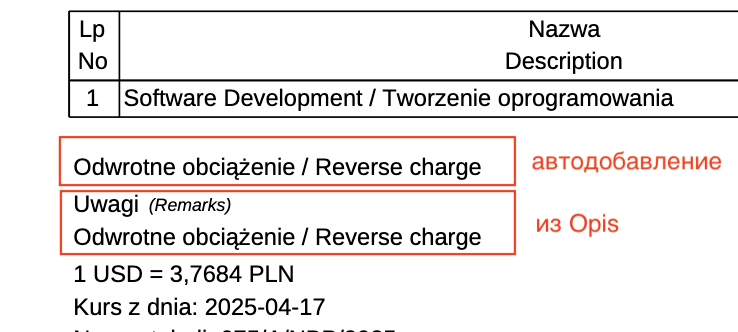 Lp
No
Nazwa
Description
1 Software Development / Tworzenie oprogramowania
Odwrotne obciążenie / Reverse charge
автодобавление
Uwagi (Remarks)
Odwrotne obciążenie / Reverse charge
из Opis
1 USD = 3,7684 PLN
Kurs z dnia: 2025-04-17